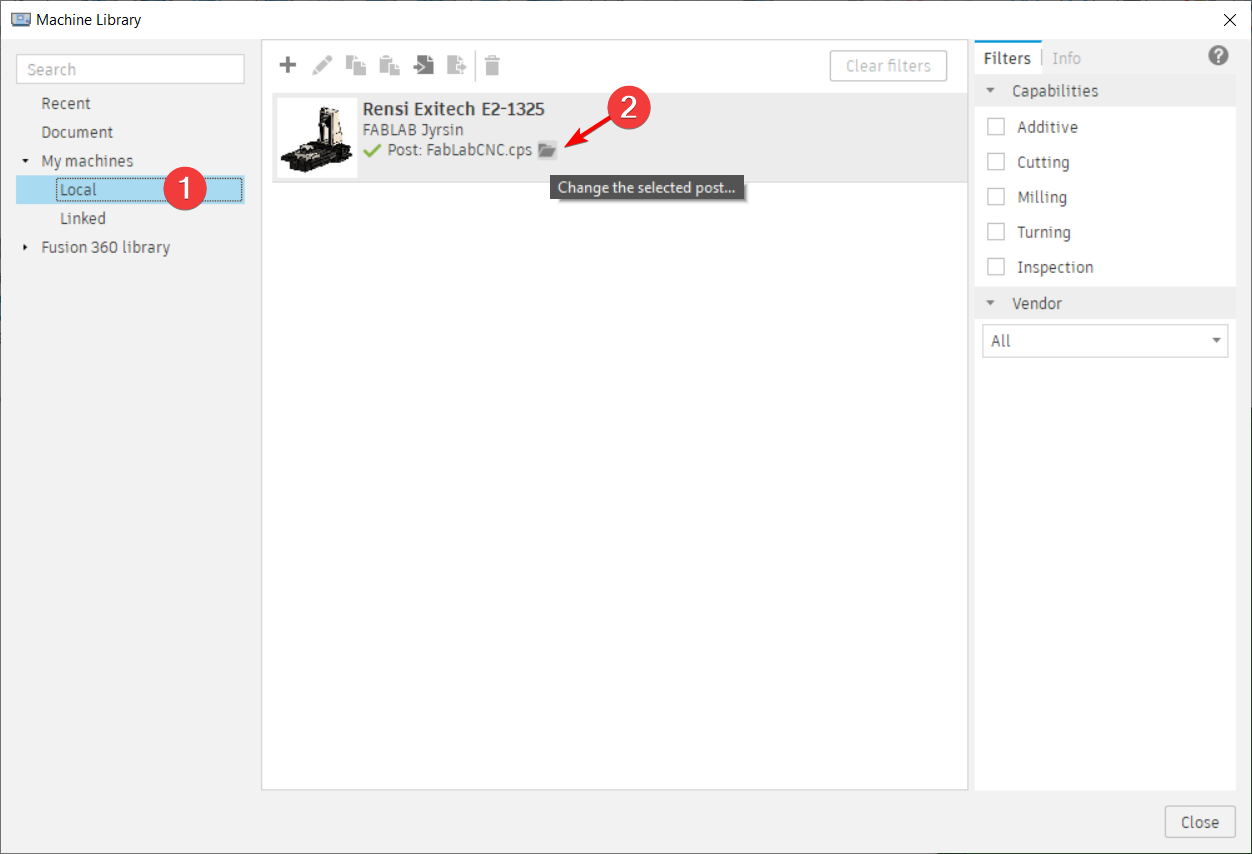 Machine Library
Search
Recent
Document
My machines
Local
1
Linked
Fusion 360 library
Clear filters
Rensi Exitech E2-1325
FABLAB Jyrsin
Post: FabLabCNC.cps
2
Change the selected post...
Filters
Info
?
Capabilities
Additive
Cutting
Milling
Turning
Inspection
Vendor
All
Close